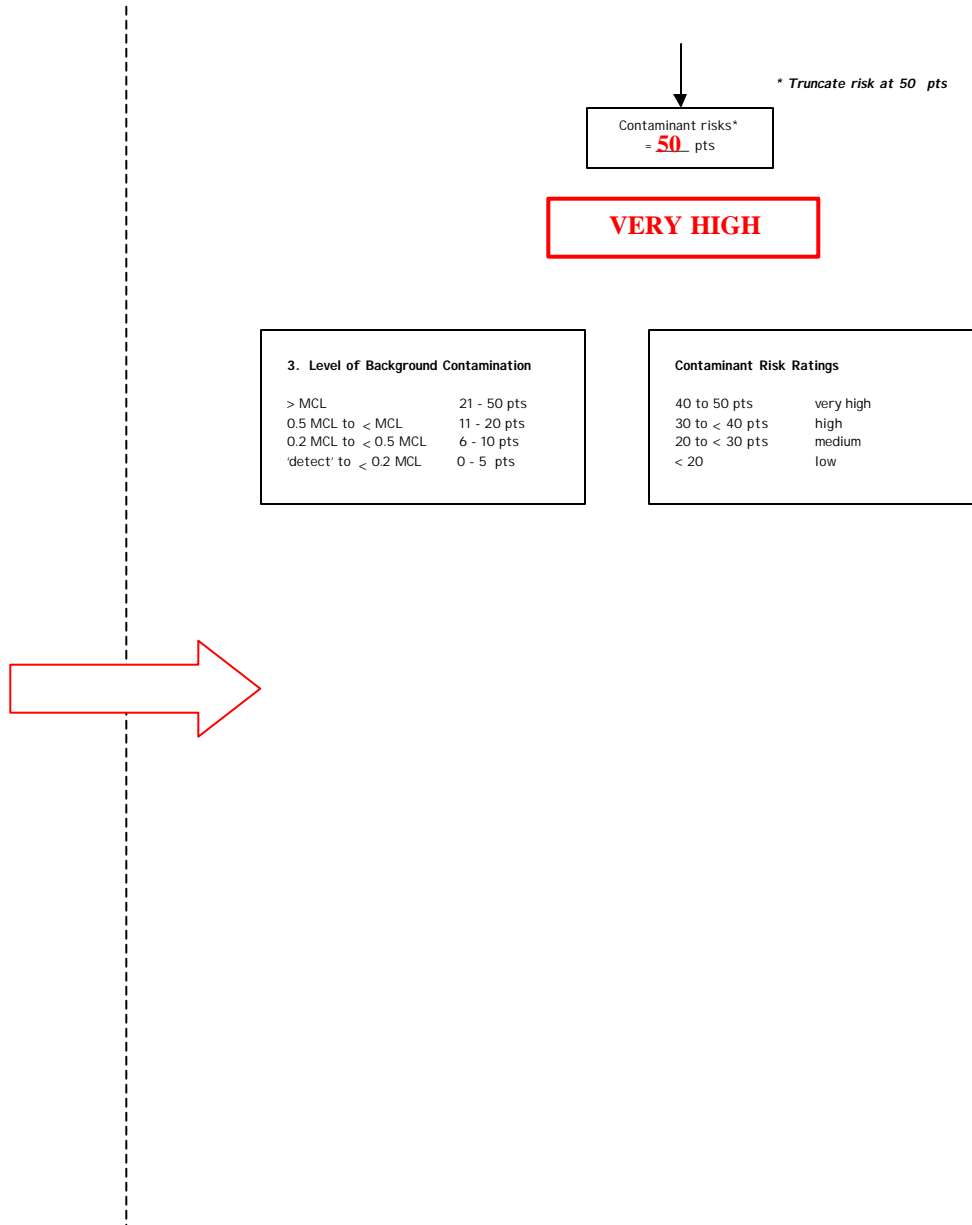 * Truncate risk at 50 pts
Contaminant risks*
= 50 pts
VERY HIGH
3. Level of Background Contamination
> MCL 21 - 50 pts
0.5 MCL to < MCL 11 - 20 pts
0.2 MCL to < 0.5 MCL 6 - 10 pts
'detect' to < 0.2 MCL 0 - 5 pts
Contaminant Risk Ratings
40 to 50 pts very high
30 to < 40 pts high
20 to < 30 pts medium
< 20 low